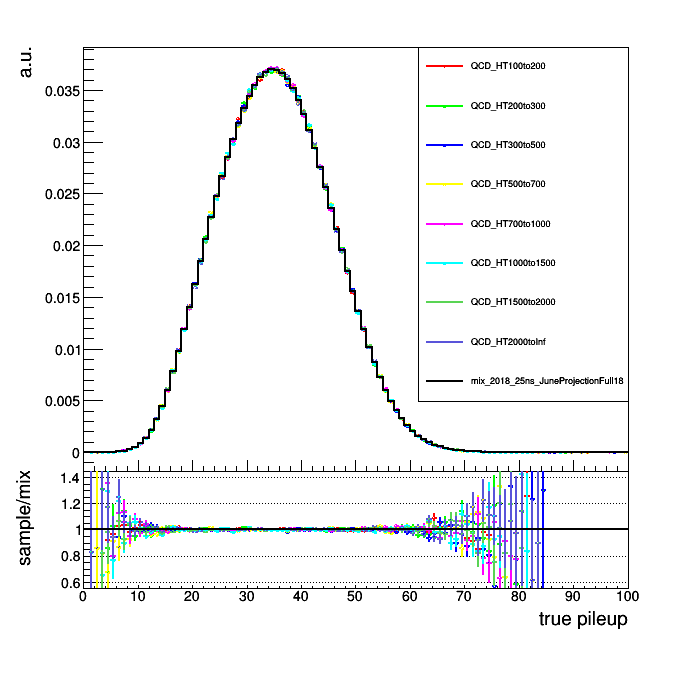 a.u.
0.035
0.03
0.025
0.02
0.015
0.01
0.005
0
QCD_HT100to200
QCD_HT200to300
QCD_HT300to500
QCD_HT500to700
QCD_HT700to1000
QCD_HT1000to1500
QCD_HT1500to2000
QCD_HT2000toInf
mix_2018_25ns_JuneProjectionFull18
sample/mix
1.4
1.2
1
0.8
0.6
0 10 20 30 40 50 60 70 80 90 100
true pileup